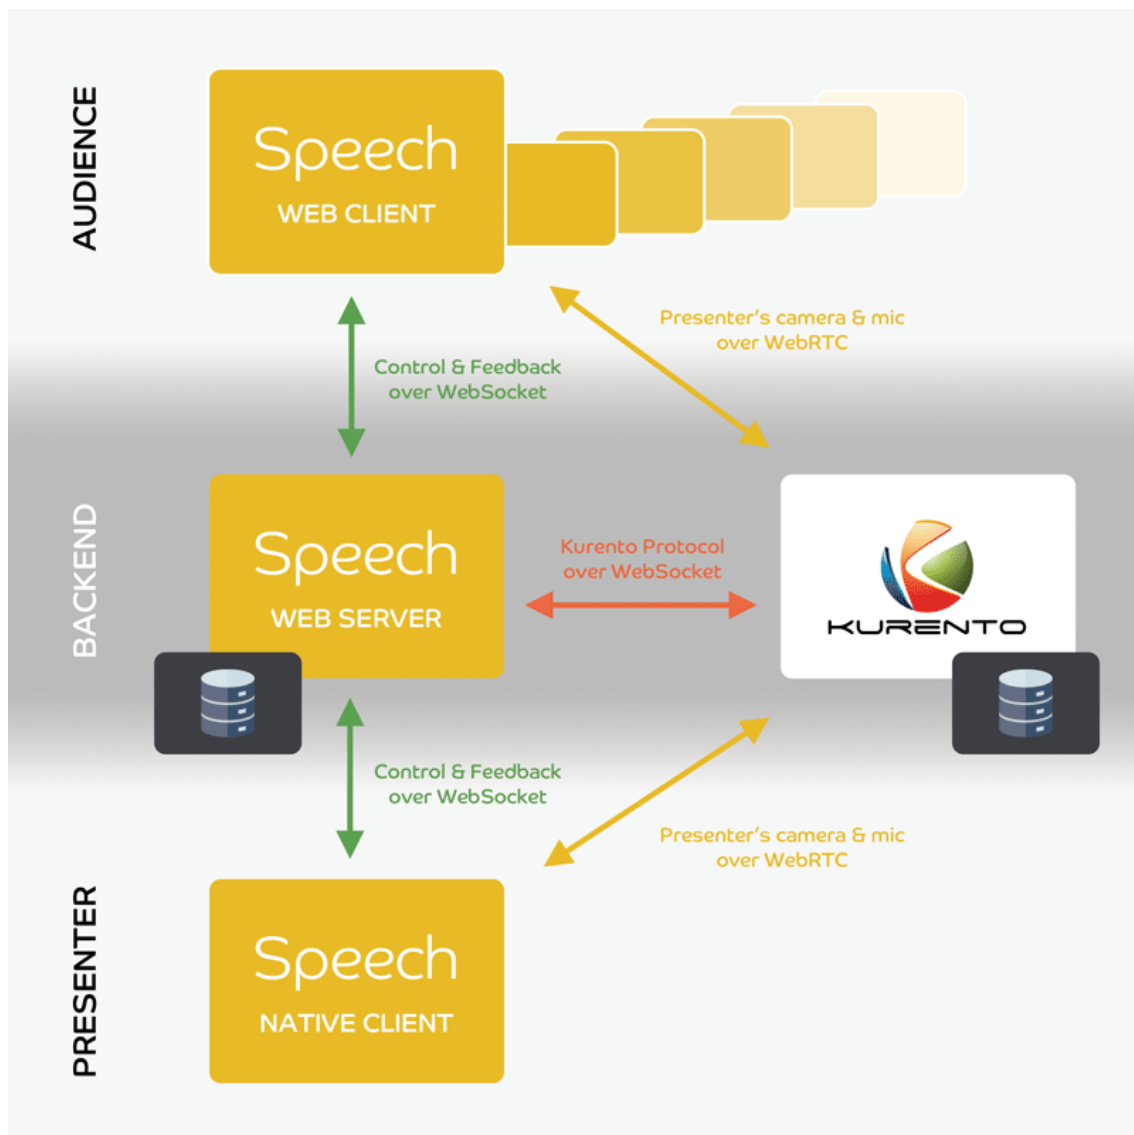 AUDIENCE
Speech
WEB CLIENT
Presenter's camera & mic
over WebRTC
Control & Feedback
over WebSocket
BACKEND
Speech
WEB SERVER
Kurento Protocol
over WebSocket
KURENTO
Control & Feedback
over WebSocket
Presenter's camera & mic
over WebRTC
PRESENTER
Speech
NATIVE CLIENT